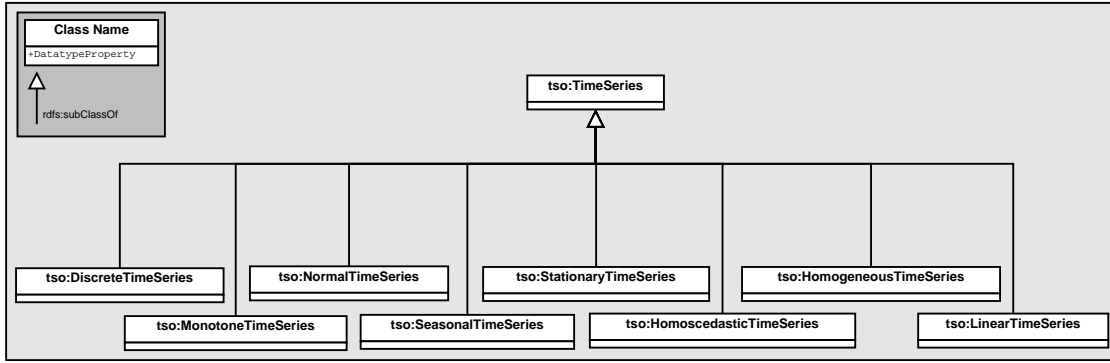 Class Name
+DatatypeProperty
rdfs:subClassOf
tso:TimeSeries
tso:DiscreteTimeSeries
tso:NormalTimeSeries
tso:StationaryTimeSeries
tso:HomogeneousTimeSeries
tso:MonotoneTimeSeries
tso:SeasonalTimeSeries
tso:HomoscedasticTimeSeries
tso:LinearTimeSeries